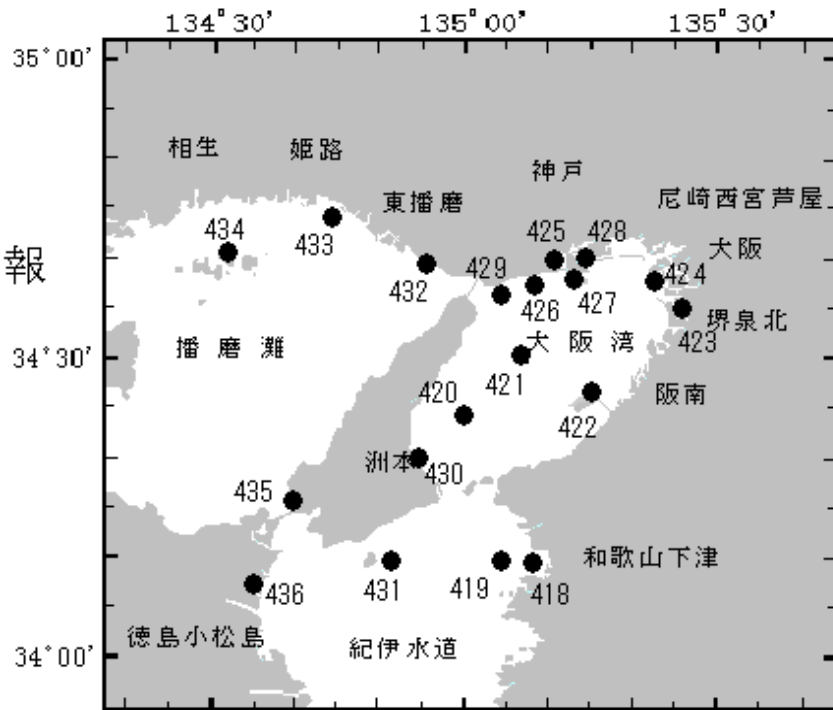 134°30' 135°00' 135°30'
35°00'
相生 姫路
神戸
東播磨 尼崎西宮芦屋
434 433 425 428
大阪
報
432 429 426 427 424
堺泉北
423
播磨灘 大阪湾
34°30'
421
420 422 阪南
洲本 430
435
和歌山下津
436 431 419 418
徳島小松島 紀伊水道
34°00'